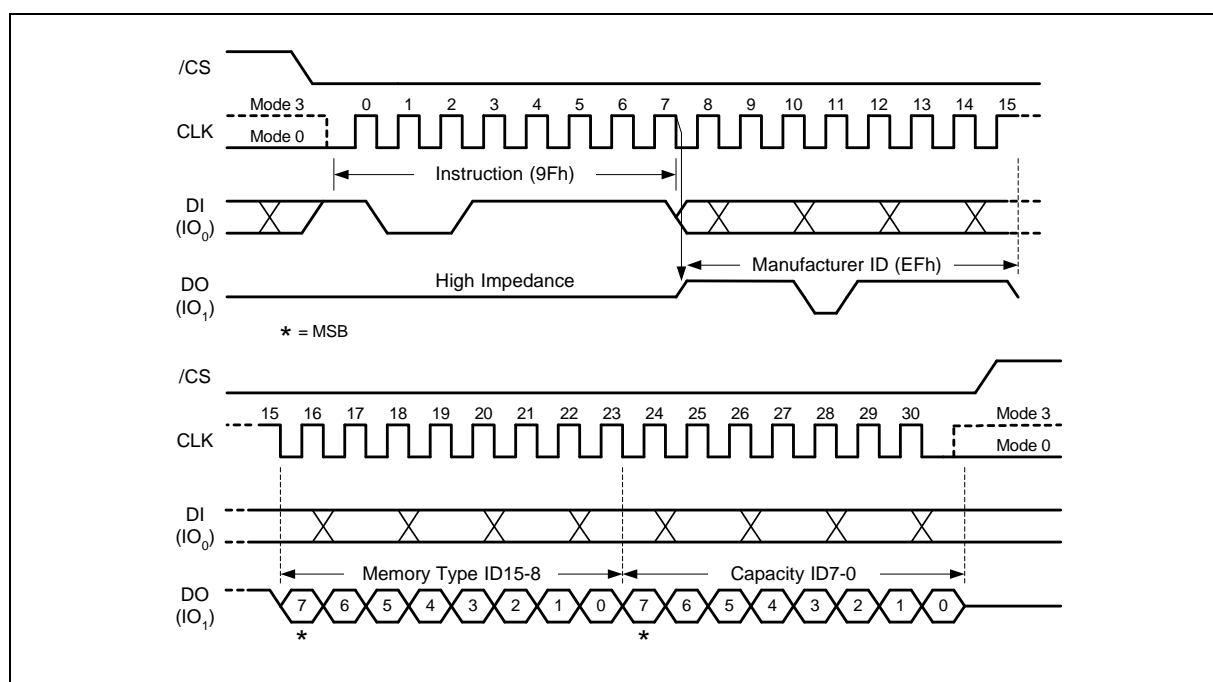 /CS
Mode 3
0 1 2 3 4 5 6 7 8 9 10 11 12 13 14 15
CLK
Mode 0
Instruction (9Fh)
DI
(IO0)
Manufacturer ID (EFh)
High Impedance
DO
(IO1)
* = MSB
/CS
15 16 17 18 19 20 21 22 23 24 25 26 27 28 29 30
Mode 3
CLK
Mode 0
DI
(IO0)
Memory Type ID15-8
Capacity ID7-0
DO
(IO1)
7 6 5 4 3 2 1 0 7 6 5 4 3 2 1 0
* *